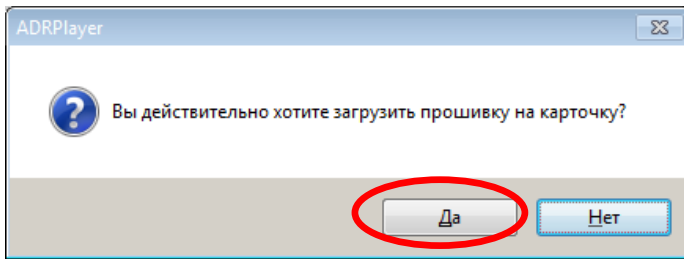 ADRPlayer
Вы действительно хотите загрузить прошивку на карточку?
Да
Нет